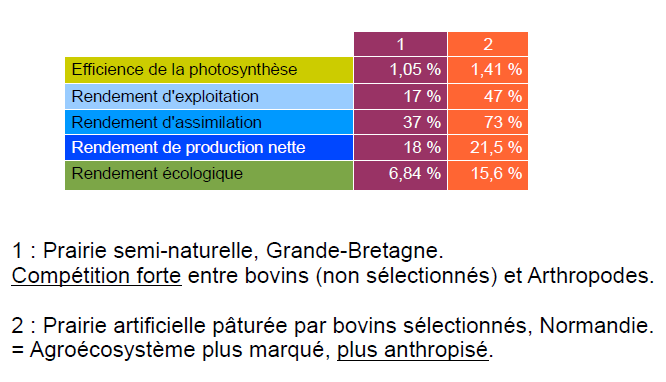 1 2
Efficience de la photosynthèse 1,05 % 1,41 %
Rendement d'exploitation 17 % 47 %
Rendement d'assimilation 37 % 73 %
Rendement de production nette 18 % 21,5 %
Rendement écologique 6,84 % 15,6 %
1 : Prairie semi-naturelle, Grande-Bretagne.
Compétition forte entre bovins (non sélectionnés) et Arthropodes.
2 : Prairie artificielle pâturée par bovins sélectionnés, Normandie.
= Agroécosystème plus marqué, plus anthropisé.